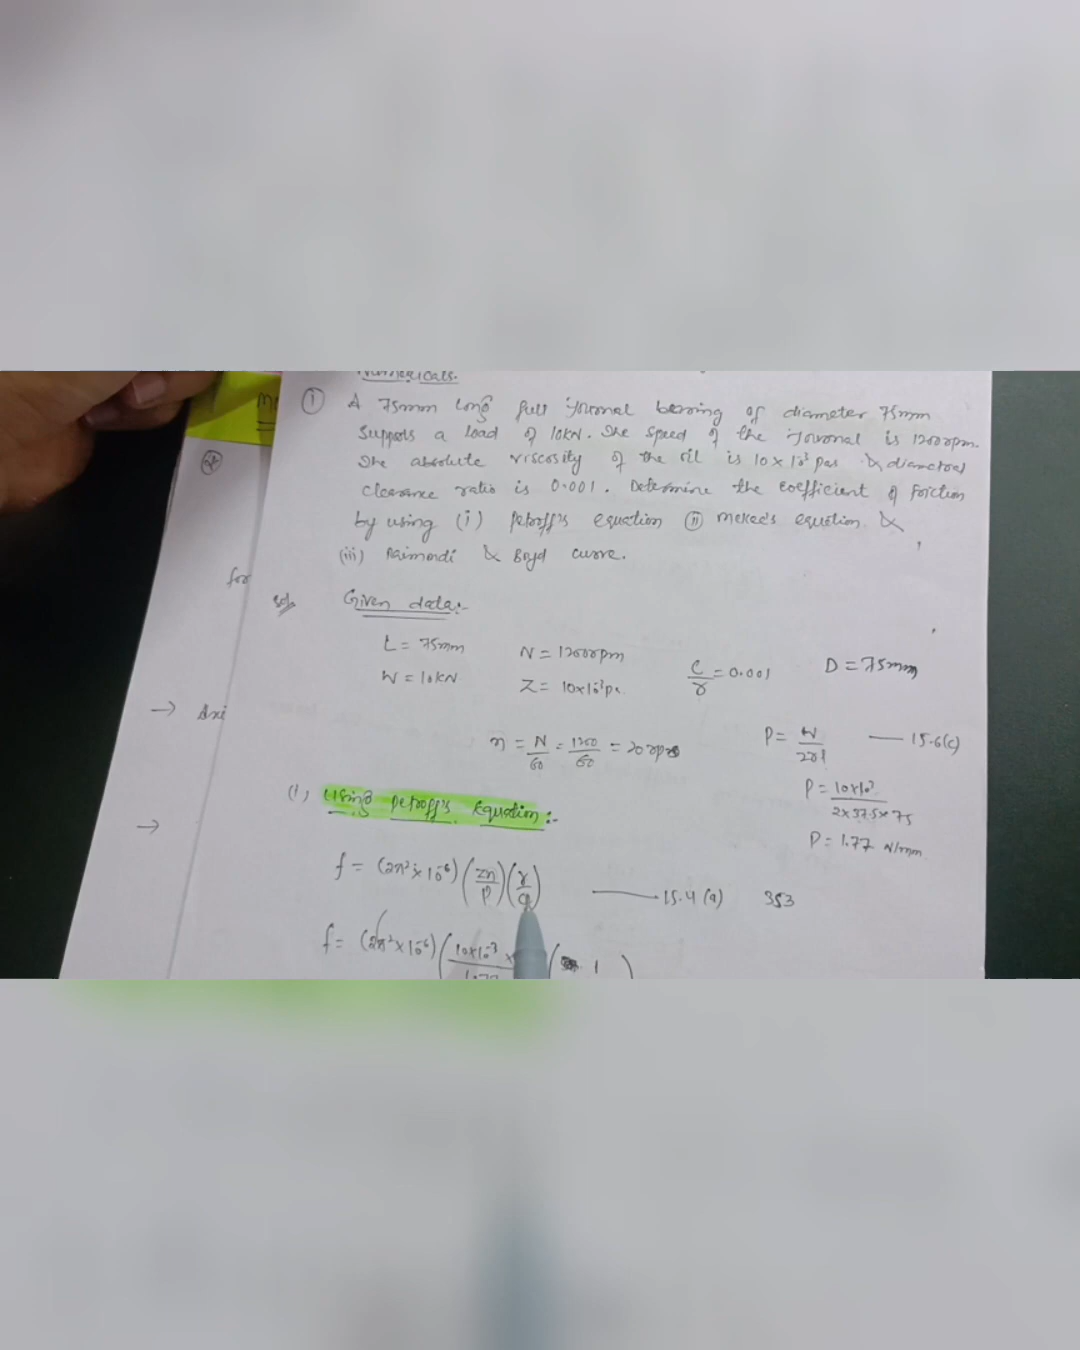 Numericals.
① A 75mm long full journal bearing of diameter 75mm
supports a load of 10kN. The speed of the journal is 1200rpm.
The absolute viscosity of the oil is 10×10⁻³ pas & diametral
clearance ratio is 0.001. Determine the coefficient of friction
by using (i) petroff's equation ② mckee's equation &
(iii) Raimondi & Boyd curve.
for
Sol. Given data:-
L = 75mm N = 1200rpm c/r = 0.001 D = 75mm
W = 10kN Z = 10×10⁻³pa.
n = N/60 = 1200/60 = 20 rps P = W/2rl — 15.6(c)
P = 10×10³/2×37.5×75
P = 1.77 N/mm
(i) Using petroff's Equation:-
f = (2π²×10⁻⁶) (Zn/P) (r/c) — 15.4 (a) 353
f = (2π²×10⁻⁶) (10×10⁻³ × ( 1 )